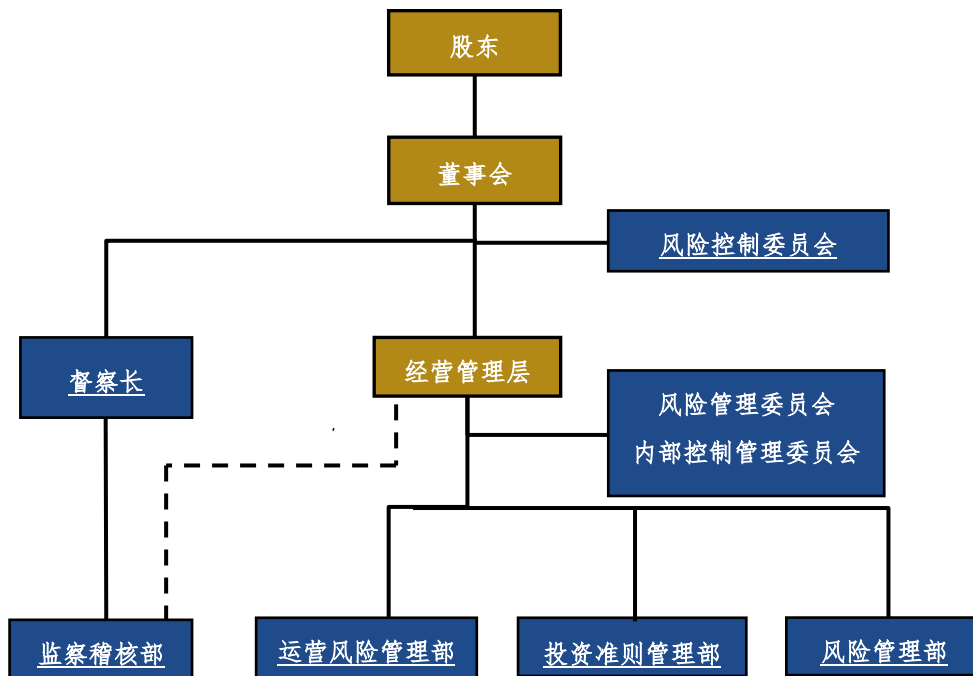 股东
董事会
风险控制委员会
督察长
经营管理层
风险管理委员会
内部控制管理委员会
监察稽核部
运营风险管理部
投资准则管理部
风险管理部